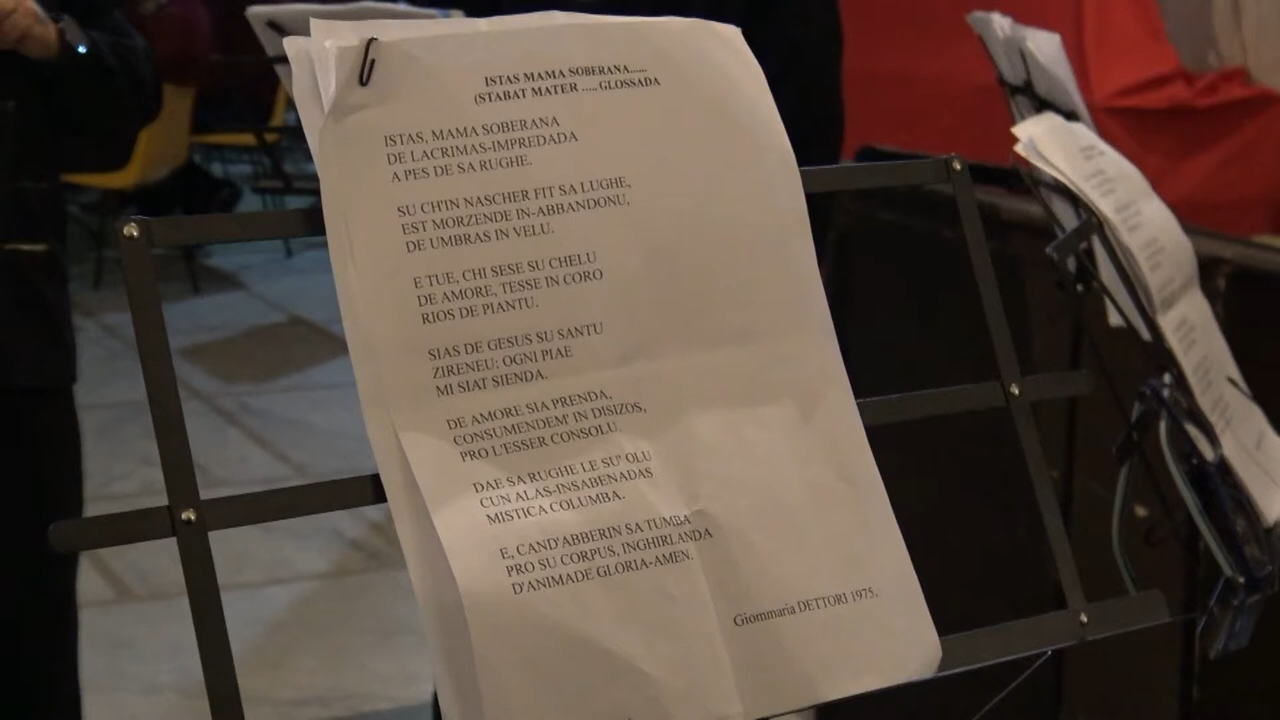 ISTAS MAMA SOBERANA......
(STABAT MATER ..... GLOSSADA
ISTAS, MAMA SOBERANA
DE LACRIMAS-IMPREDADA
A PES DE SA RUGHE.
SU CH'IN NASCHER FIT SA LUGHE,
EST MORZENDE IN-ABBANDONU,
DE UMBRAS IN VELU.
E TUE, CHI SESE SU CHELU
DE AMORE, TESSE IN CORO
RIOS DE PIANTU.
SIAS DE GESUS SU SANTU
ZIRENEU: OGNI PIAE
MI SIAT SIENDA.
DE AMORE SIA PRENDA,
CONSUMENDEM' IN DISIZOS,
PRO L'ESSER CONSOLU.
DAE SA RUGHE LE SU' OLU
CUN ALAS-INSABENADAS
MISTICA COLUMBA.
E, CAND'ABBERIN SA TUMBA
PRO SU CORPUS, INGHIRLANDA
D'ANIMADE GLORIA-AMEN.
Giommaria DETTORI 1975.